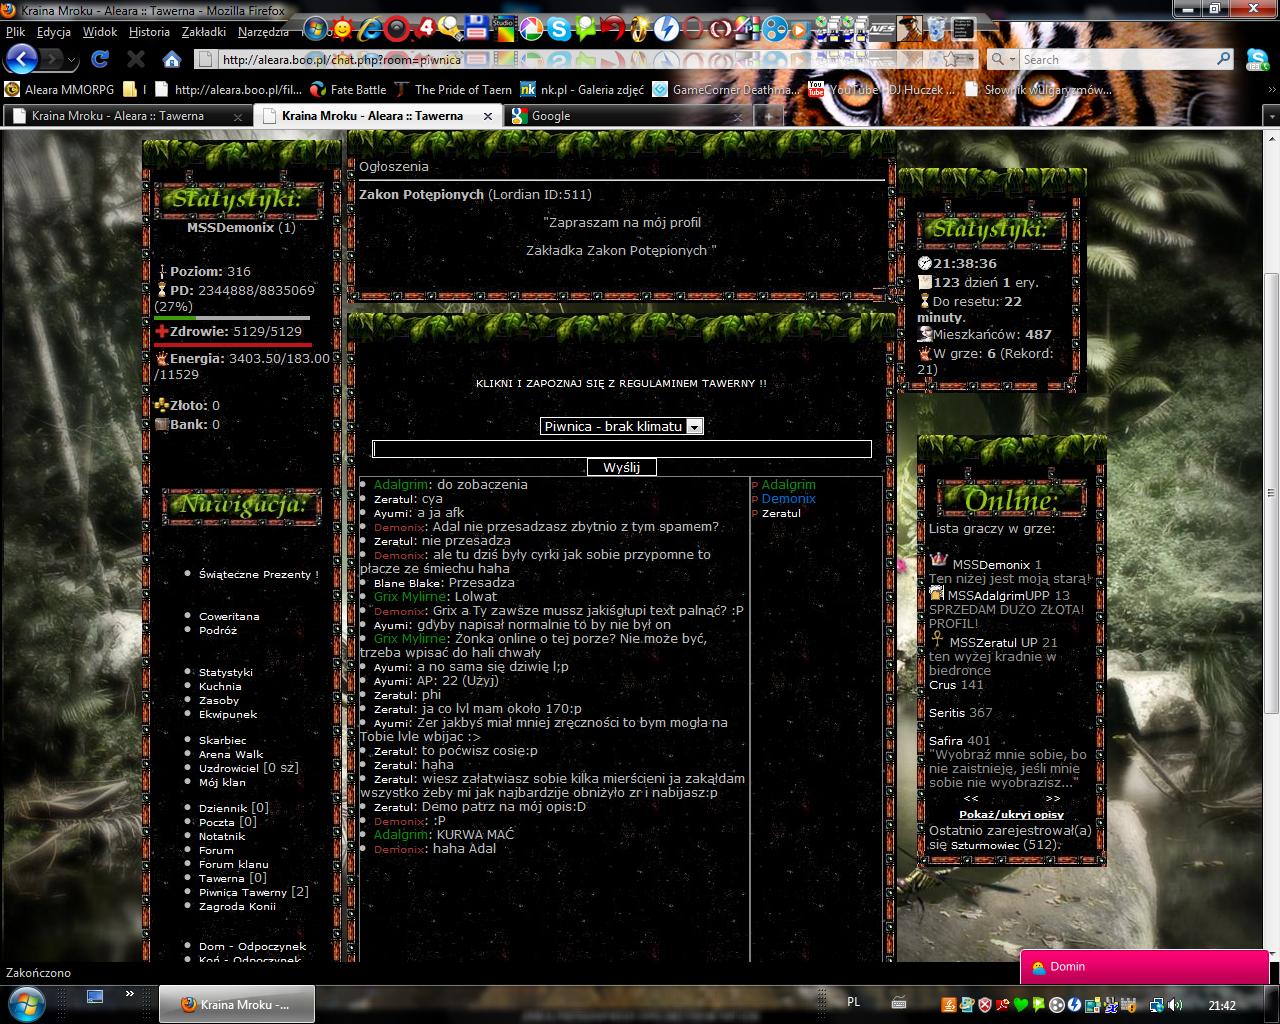 Kraina Mroku - Aleara :: Tawerna - Mozilla Firefox
Plik Edycja Widok Historia Zakładki Narzędzia
http://aleara.boo.pl/chat.php?room=piwnica
Search
Aleara MMORPG
http://aleara.boo.pl/fil...
Fate Battle
The Pride of Taern
nk.pl - Galeria zdjęć
GameCorner Deathma...
YouTube - DJ Huczek ...
Słownik wulgaryzmów...
Kraina Mroku - Aleara :: Tawerna
Kraina Mroku - Aleara :: Tawerna
Google
Statystyki:
MSSDemonix (1)
Poziom: 316
PD: 2344888/8835069
(27%)
Zdrowie: 5129/5129
Energia: 3403.50/183.00
/11529
Złoto: 0
Bank: 0
Nawigacja:
Świąteczne Prezenty !
Coweritana
Podróż
Statystyki
Kuchnia
Zasoby
Ekwipunek
Skarbiec
Arena Walk
Uzdrowiciel [0 sz]
Mój klan
Dziennik [0]
Poczta [0]
Notatnik
Forum
Forum klanu
Tawerna [0]
Piwnica Tawerny [2]
Zagroda Konii
Dom - Odpoczynek
Koń - Odpoczynek
Ogłoszenia
Zakon Potępionych (Lordian ID:511)
"Zapraszam na mój profil
Zakładka Zakon Potępionych "
KLIKNI I ZAPOZNAJ SIĘ Z REGULAMINEM TAWERNY !!
Piwnica - brak klimatu
Wyślij
Adalgrim: do zobaczenia
Zeratul: cya
Ayumi: a ja afk
Demonix: Adal nie przesadzasz zbytnio z tym spamem?
Zeratul: nie przesadza
Demonix: ale tu dziś były cyrki jak sobie przypomne to
płacze ze śmiechu haha
Blane Blake: Przesadza
Grix Mylirne: Lolwat
Demonix: Grix a Ty zawsze mussz jakiśgłupi text palnąć? :P
Ayumi: gdyby napisał normalnie to by nie był on
Grix Mylirne: Żonka online o tej porze? Nie może być,
trzeba wpisać do hali chwały
Ayumi: a no sama się dziwię l;p
Ayumi: AP: 22 (Użyj)
Zeratul: phi
Zeratul: ja co lvl mam około 170:p
Ayumi: Zer jakbyś miał mniej zręczności to bym mogła na
Tobie lvle wbijac :>
Zeratul: to poćwisz cosię:p
Zeratul: haha
Zeratul: wiesz załatwiasz sobie kilka mierścieni ja zakąłdam
wszystko żeby mi jak najbardzije obniżyło zr i nabijasz:p
Zeratul: Demo patrz na mój opis:D
Demonix: :P
Adalgrim: KURWA MAĆ
Demonix: haha Adal
P Adalgrim
P Demonix
P Zeratul
Statystyki:
21:38:36
123 dzień 1 ery.
Do resetu: 22
minuty.
Mieszkańców: 487
W grze: 6 (Rekord:
21)
Online:
Lista graczy w grze:
MSSDemonix 1
Ten niżej jest moją starą!
MSSAdalgrimUPP 13
SPRZEDAM DUŻO ZŁOTA!
PROFIL!
MSSZeratul UP 21
ten wyżej kradnie w
biedronce
Crus 141
Seritis 367
Safira 401
"Wyobraź mnie sobie, bo
nie zaistnieję, jeśli mnie
sobie nie wyobrazisz..."
<< >>
Pokaż/ukryj opisy
Ostatnio zarejestrował(a)
się Szturmowiec (512).
Zakończono
Domin
Kraina Mroku -...
PL
21:42